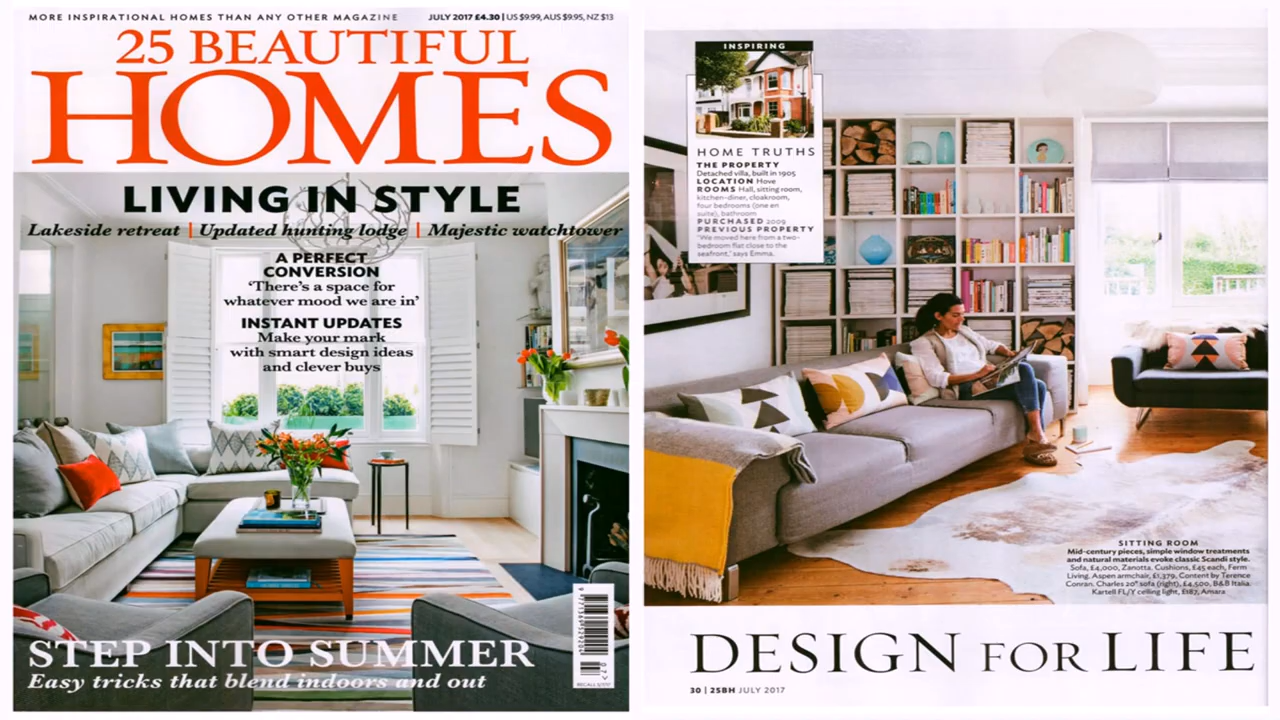 MORE INSPIRATIONAL HOMES THAN ANY OTHER MAGAZINE JULY 2017 £4.30 | US $9.99, AUS $9.95, NZ $13
25 BEAUTIFUL
HOMES
LIVING IN STYLE
Lakeside retreat | Updated hunting lodge | Majestic watchtower
A PERFECT
CONVERSION
‘There’s a space for
whatever mood we are in’
INSTANT UPDATES
Make your mark
with smart design ideas
and clever buys
STEP INTO SUMMER
Easy tricks that blend indoors and out
INSPIRING
HOME TRUTHS
THE PROPERTY
Detached villa, built in 1905
LOCATION Hove
ROOMS Hall, sitting room,
kitchen-diner, cloakroom,
four bedrooms (one en
suite), bathroom
PURCHASED 2009
PREVIOUS PROPERTY
‘We moved here from a two-
bedroom flat close to the
seafront,’ says Emma.
SITTING ROOM
Mid-century pieces, simple window treatments
and natural materials evoke classic Scandi style.
Sofa, £4,000, Zanotta. Cushions, £45 each, Ferm
Living. Aspen armchair, £1,379, Content by Terence
Conran. Charles 20° sofa (right), £4,500, B&B Italia.
Kartell FL/Y ceiling light, £187, Amara
DESIGN FOR LIFE
30 | 25BH JULY 2017